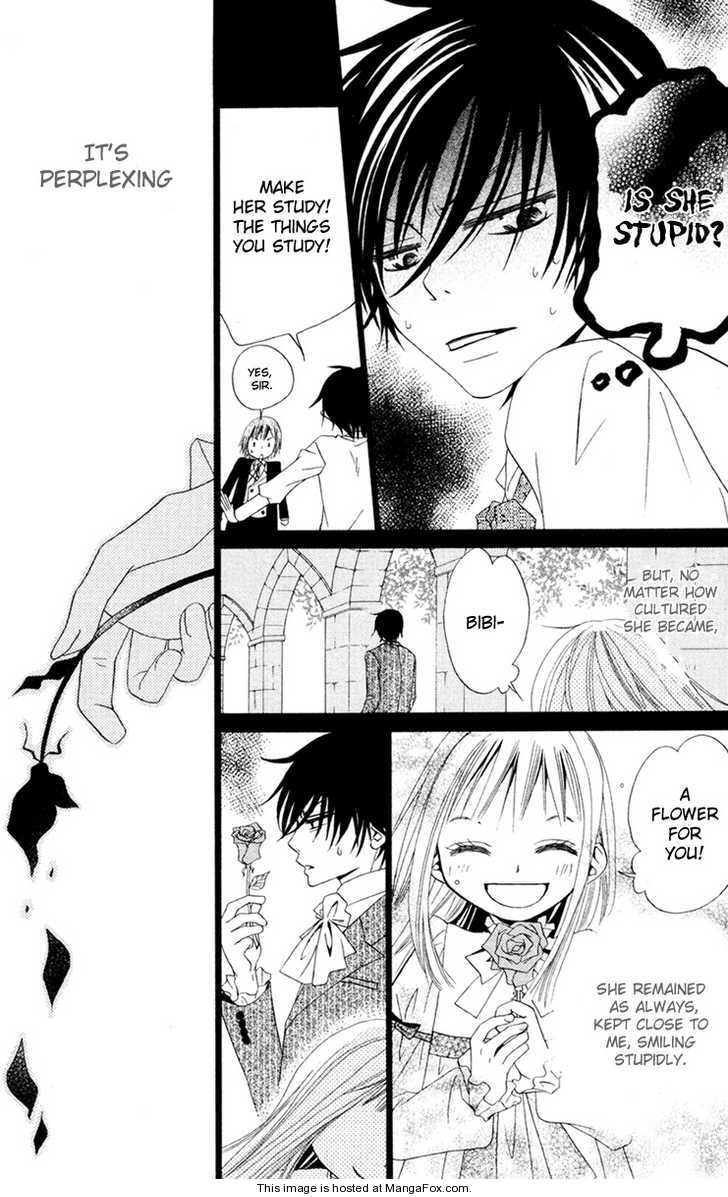 IS SHE
STUPID?
MAKE
HER STUDY!
THE THINGS
YOU STUDY!
YES,
SIR.
IT'S
PERPLEXING
BUT, NO
MATTER HOW
CULTURED
SHE BECAME,
BIBI-
A
FLOWER
FOR
YOU!
SHE REMAINED
AS ALWAYS,
KEPT CLOSE TO
ME, SMILING
STUPIDLY.
This image is hosted at MangaFox.com.